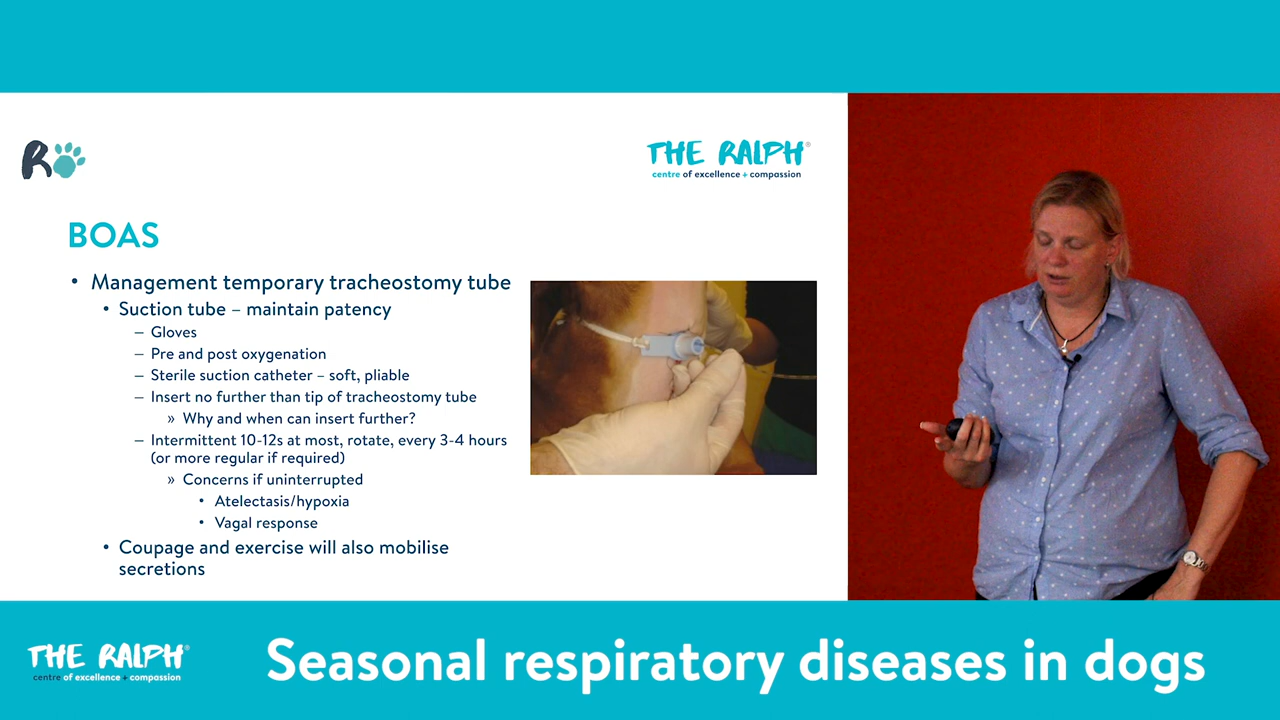 R
THE RALPH®
centre of excellence + compassion
BOAS
• Management temporary tracheostomy tube
• Suction tube – maintain patency
– Gloves
– Pre and post oxygenation
– Sterile suction catheter – soft, pliable
– Insert no further than tip of tracheostomy tube
» Why and when can insert further?
– Intermittent 10-12s at most, rotate, every 3-4 hours
(or more regular if required)
» Concerns if uninterrupted
• Atelectasis/hypoxia
• Vagal response
• Coupage and exercise will also mobilise
secretions
THE RALPH®
centre of excellence + compassion
Seasonal respiratory diseases in dogs